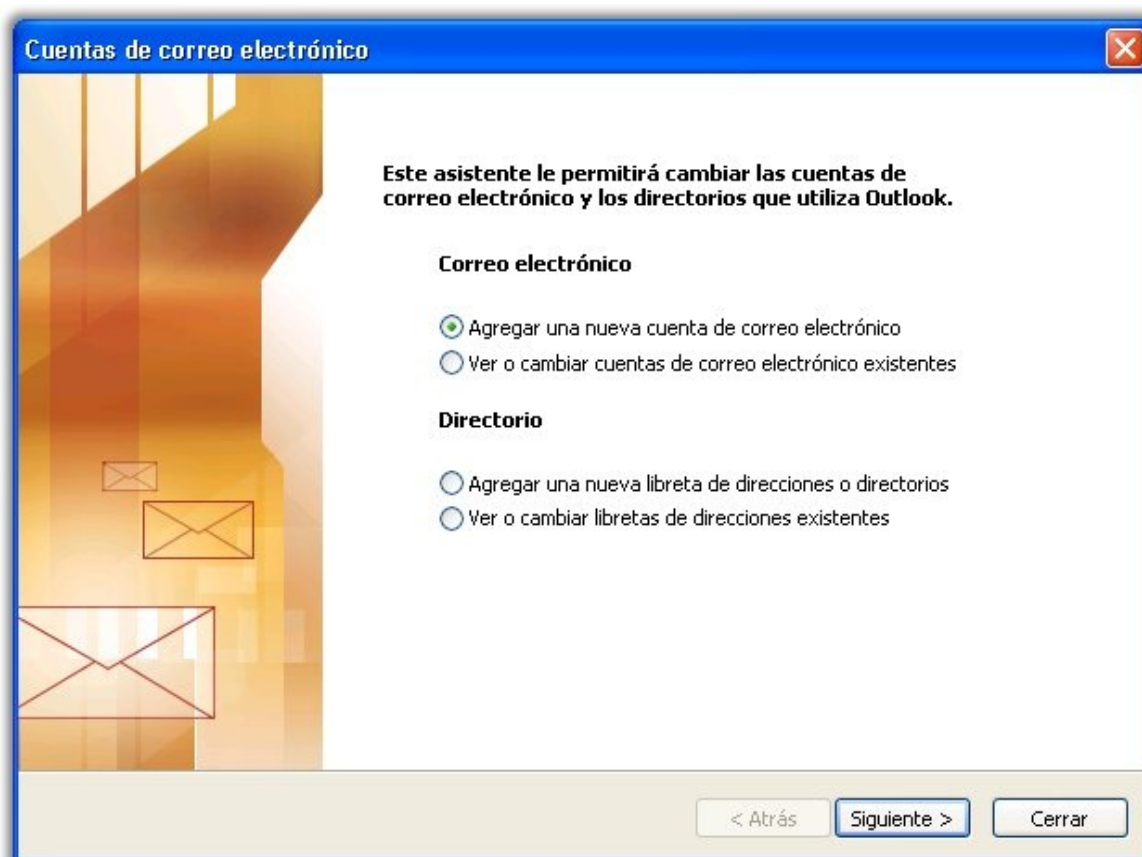 Cuentas de correo electrónico
Este asistente le permitirá cambiar las cuentas de
correo electrónico y los directorios que utiliza Outlook.
Correo electrónico
Agregar una nueva cuenta de correo electrónico
Ver o cambiar cuentas de correo electrónico existentes
Directorio
Agregar una nueva libreta de direcciones o directorios
Ver o cambiar libretas de direcciones existentes
< Atrás Siguiente > Cerrar